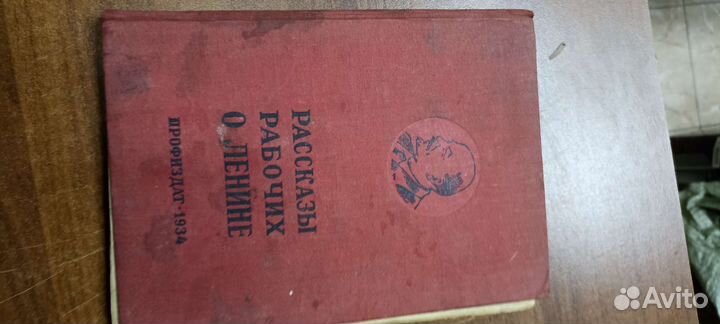 РАССКАЗЫ
РАБОЧИХ
О ЛЕНИНЕ
ПРОФИЗДАТ-1934
Avito